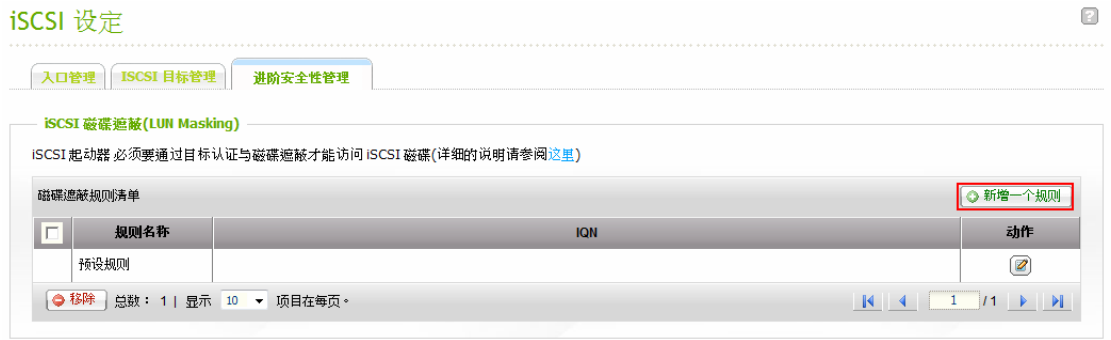 iSCSI 设定
?
入口管理 ISCSI 目标管理 进阶安全性管理
iSCSI 磁碟遮蔽(LUN Masking)
iSCSI 起动器 必须要通过目标认证与磁碟遮蔽才能访问 iSCSI 磁碟(详细的说明请参阅这里)
磁碟遮蔽规则清单 新增一个规则
规则名称 IQN 动作
预设规则
移除 总数: 1 | 显示 10 项目在每页。 1 / 1